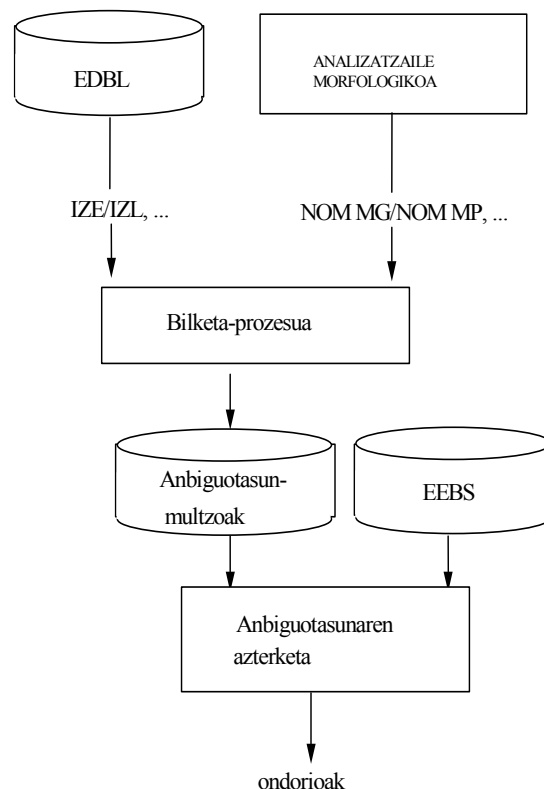 EDBL
ANALIZATZAILE
MORFOLOGIKOA
IZE/IZL, ...
NOM MG/NOM MP, ...
Bilketa-prozesua
Anbiguotasun-
multzoak
EEBS
Anbiguotasunaren
azterketa
ondorioak